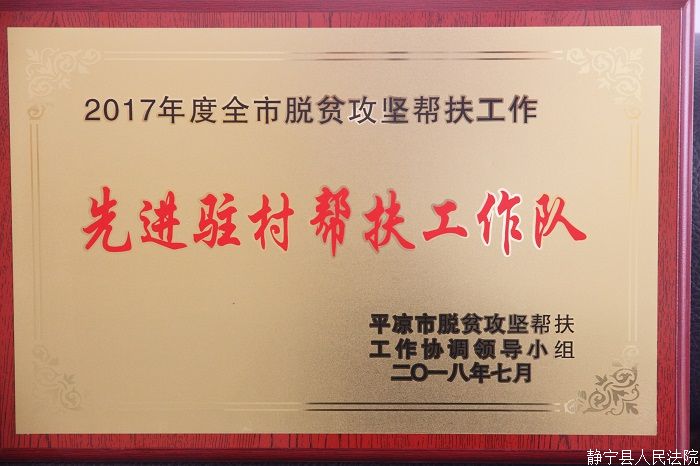 2017年度全市脱贫攻坚帮扶工作
先进驻村帮扶工作队
平凉市脱贫攻坚帮扶
工作协调领导小组
二〇一八年七月
静宁县人民法院